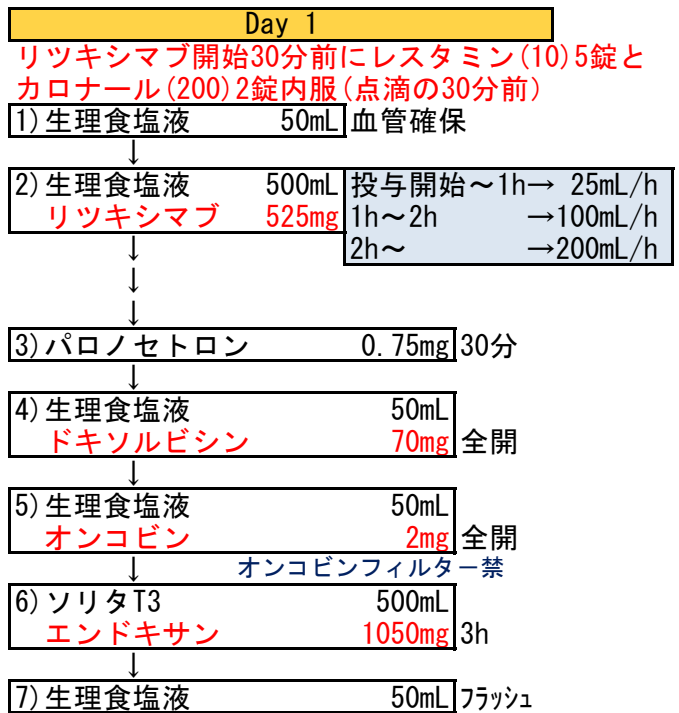 Day 1
リツキシマブ開始30分前にレスタミン(10)5錠と
カロナール(200)2錠内服(点滴の30分前)
1)生理食塩液 50mL 血管確保
↓
2)生理食塩液 500mL 投与開始～1h→ 25mL/h
リツキシマブ 525mg 1h～2h →100mL/h
↓ 2h～ →200mL/h
↓
↓
3)パロノセトロン 0.75mg 30分
↓
4)生理食塩液 50mL
ドキソルビシン 70mg 全開
↓
5)生理食塩液 50mL
オンコビン 2mg 全開
↓ オンコビンフィルター禁
6)ソリタT3 500mL
エンドキサン 1050mg 3h
↓
7)生理食塩液 50mL フラッシュ